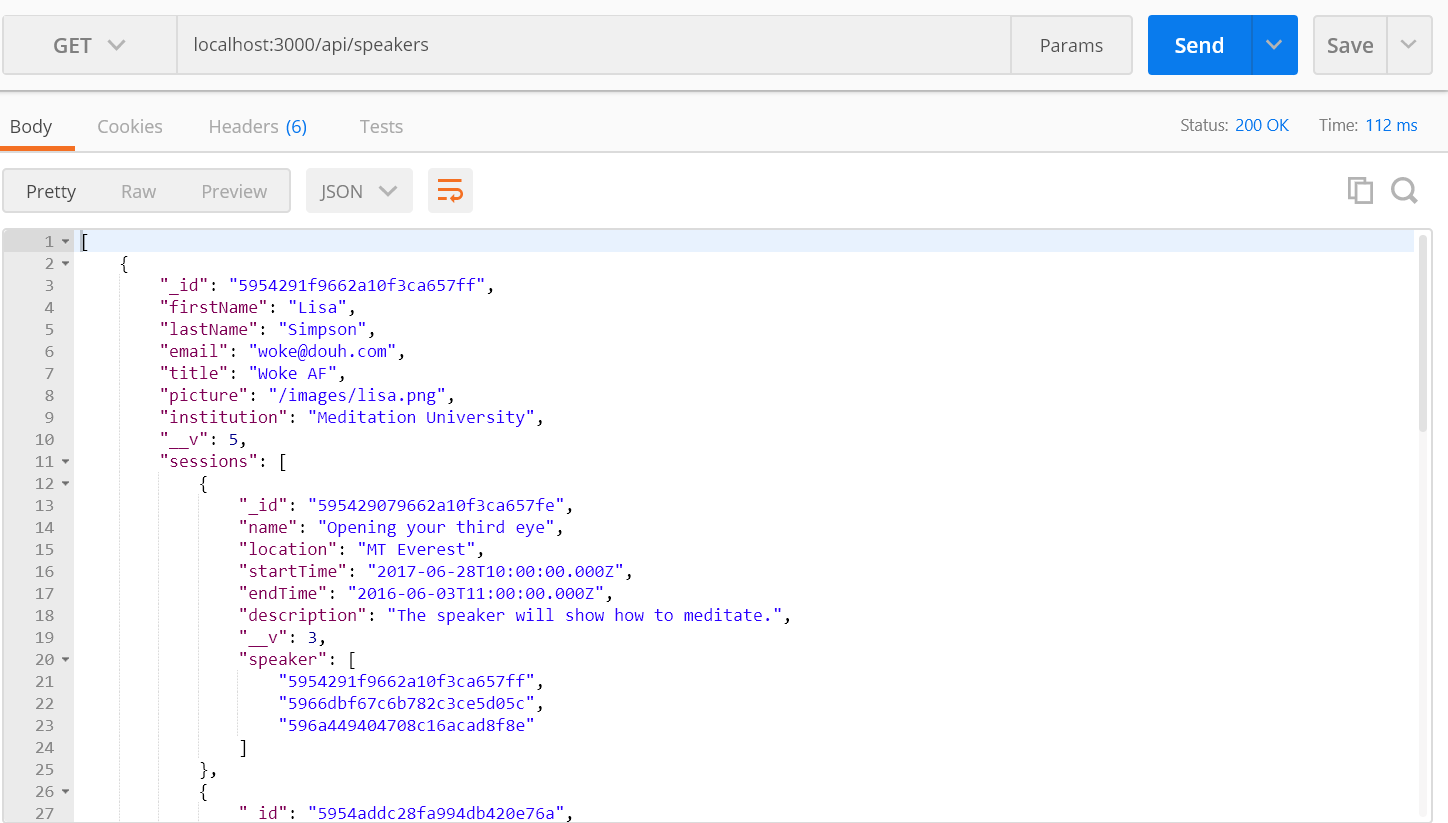 GET localhost:3000/api/speakers Params Send Save
Body Cookies Headers (6) Tests Status: 200 OK Time: 112 ms
Pretty Raw Preview JSON
1 [
2 {
3 "_id": "5954291f9662a10f3ca657ff",
4 "firstName": "Lisa",
5 "lastName": "Simpson",
6 "email": "woke@douh.com",
7 "title": "Woke AF",
8 "picture": "/images/lisa.png",
9 "institution": "Meditation University",
10 "__v": 5,
11 "sessions": [
12 {
13 "_id": "595429079662a10f3ca657fe",
14 "name": "Opening your third eye",
15 "location": "MT Everest",
16 "startTime": "2017-06-28T10:00:00.000Z",
17 "endTime": "2016-06-03T11:00:00.000Z",
18 "description": "The speaker will show how to meditate.",
19 "__v": 3,
20 "speaker": [
21 "5954291f9662a10f3ca657ff",
22 "5966dbf67c6b782c3ce5d05c",
23 "596a449404708c16acad8f8e"
24 ]
25 },
26 {
27 "_id": "5954addc28fa994db420e76a",